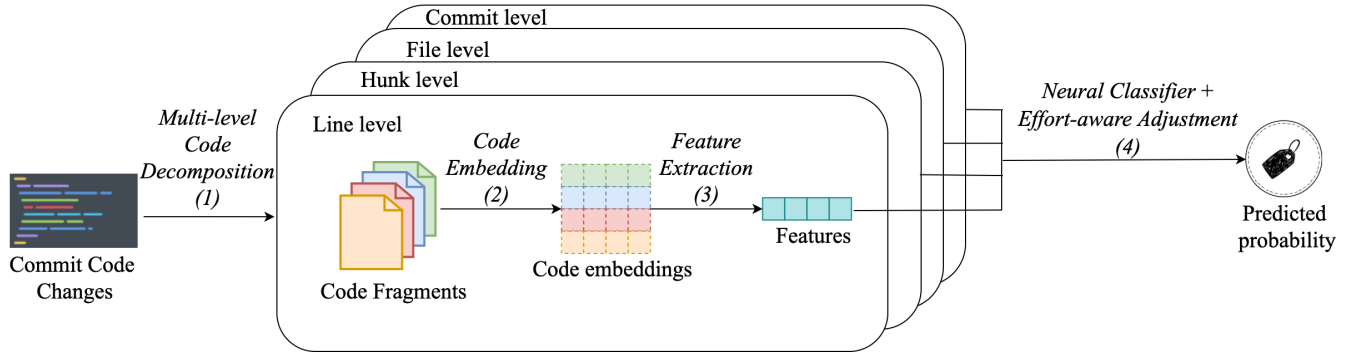 Commit level
File level
Hunk level
Line level
Multi-level
Code
Decomposition
(1)
Commit Code
Changes
Code Fragments
Code
Embedding
(2)
Code embeddings
Feature
Extraction
(3)
Features
Neural Classifier +
Effort-aware Adjustment
(4)
Predicted
probability